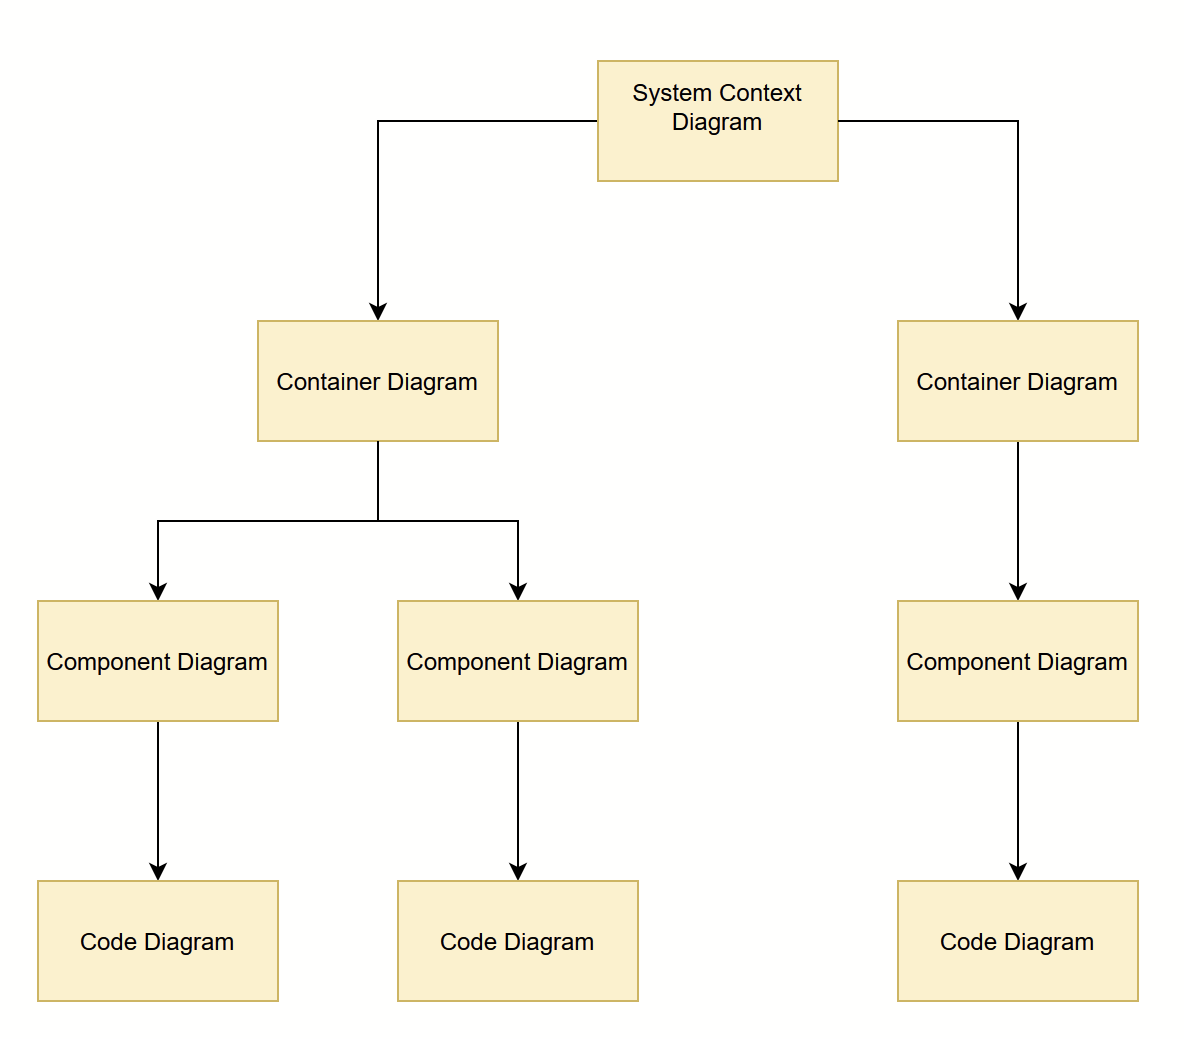 System Context
Diagram
Container Diagram
Container Diagram
Component Diagram
Component Diagram
Component Diagram
Code Diagram
Code Diagram
Code Diagram